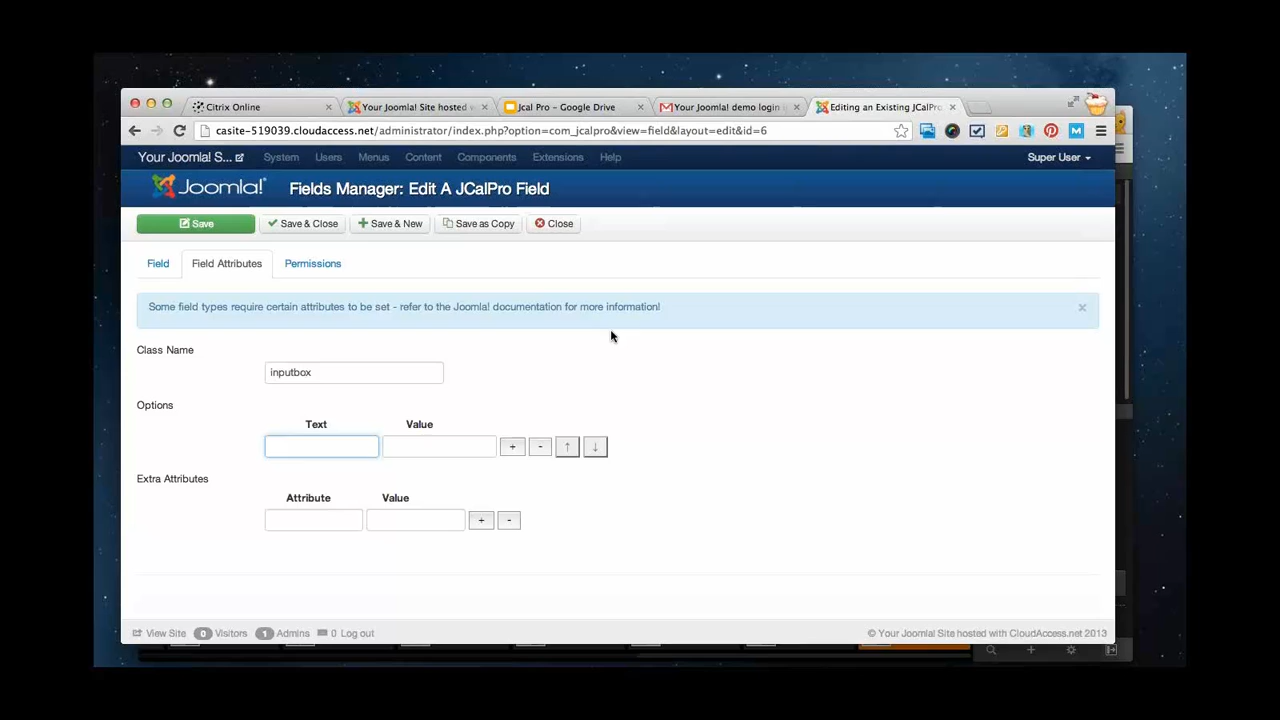 Citrix Online
Your Joomla! Site hosted w
Jcal Pro – Google Drive
Your Joomla! demo login i
Editing an Existing JCalPro
casite-519039.cloudaccess.net/administrator/index.php?option=com_jcalpro&view=field&layout=edit&id=6
Your Joomla! S...
System
Users
Menus
Content
Components
Extensions
Help
Super User
Joomla!
Fields Manager: Edit A JCalPro Field
Save
Save & Close
Save & New
Save as Copy
Close
Field
Field Attributes
Permissions
Some field types require certain attributes to be set - refer to the Joomla! documentation for more information!
×
Class Name
inputbox
Options
Text
Value
+
-
↑
↓
Extra Attributes
Attribute
Value
+
-
View Site
0 Visitors
1 Admins
0 Log out
© Your Joomla! Site hosted with CloudAccess.net 2013